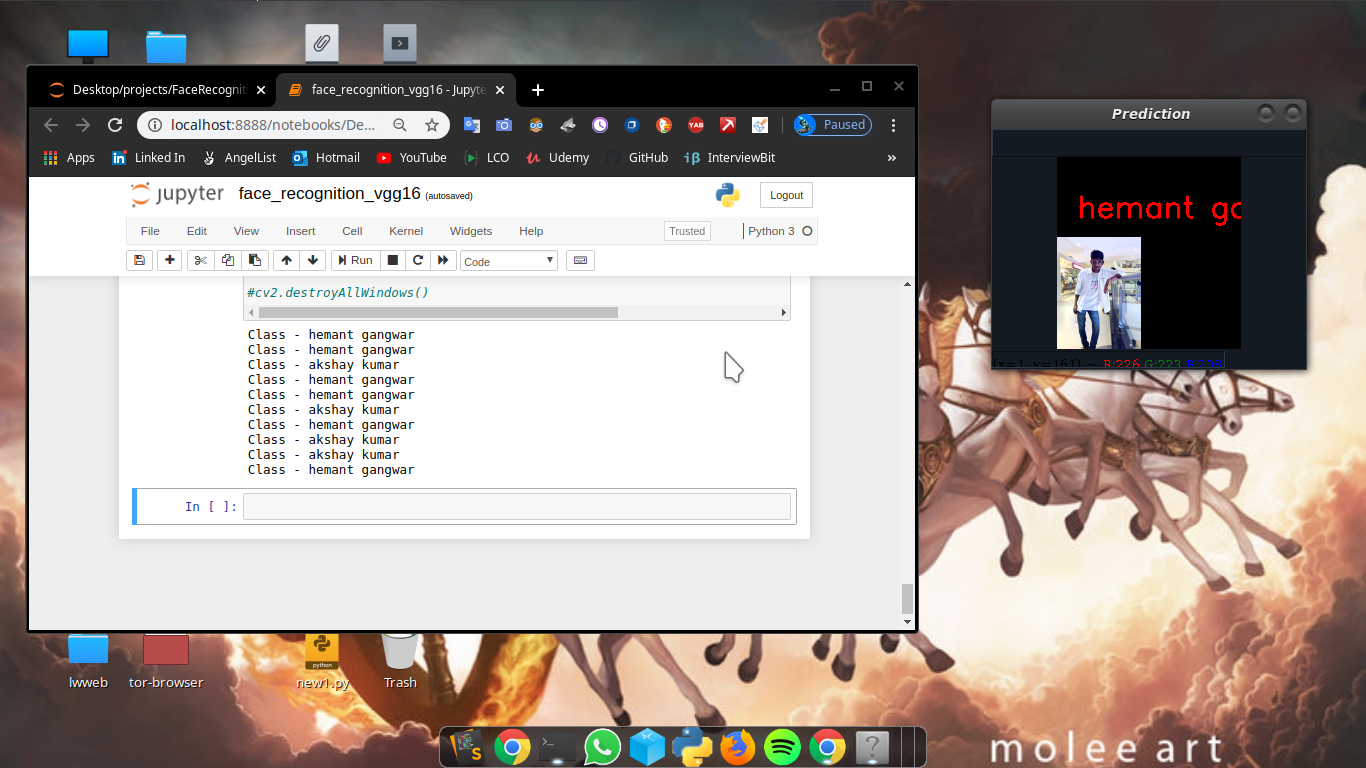 Desktop/projects/FaceRecognit
face_recognition_vgg16 - Jupyte
localhost:8888/notebooks/De...
YAB
Paused
Apps
Linked In
AngelList
Hotmail
YouTube
LCO
Udemy
GitHub
InterviewBit
»
jupyter face_recognition_vgg16 (autosaved)
Logout
File Edit View Insert Cell Kernel Widgets Help
Trusted
Python 3
Run
Code
#cv2.destroyAllWindows()
Class - hemant gangwar
Class - hemant gangwar
Class - akshay kumar
Class - hemant gangwar
Class - hemant gangwar
Class - akshay kumar
Class - hemant gangwar
Class - akshay kumar
Class - akshay kumar
Class - hemant gangwar
In [ ]:
Prediction
hemant ga
(x=1, y=161) ~ R:226 G:223
lwweb
tor-browser
python
new1.py
Trash
molee art